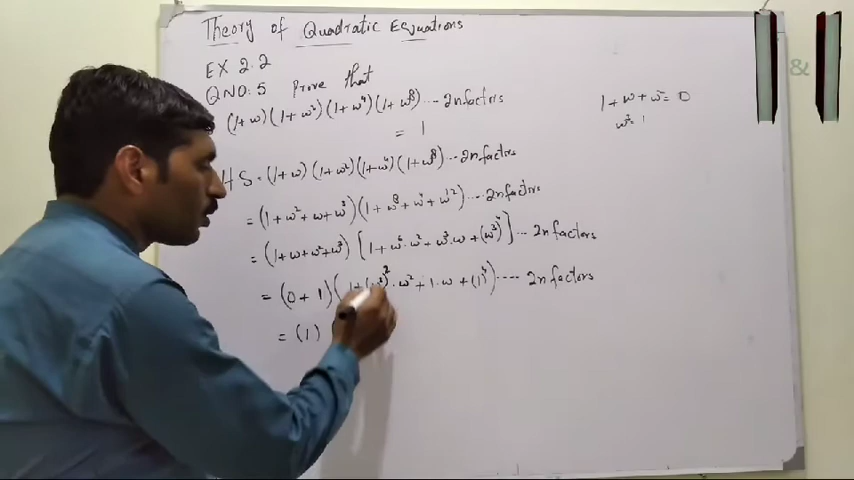 Theory of Quadratic Equations
EX 2.2
QNO: 5 Prove that
(1+ω)(1+ω²)(1+ω⁴)(1+ω⁸)... 2n factors
= 1
1+ω+ω²=0
ω³=1
HS = (1+ω)(1+ω²)(1+ω⁴)(1+ω⁸)... 2n factors
= (1+ω²+ω+ω³)(1+ω⁸+ω⁴+ω¹²)... 2n factors
= (1+ω+ω²+ω³)[1+ω⁶·ω²+ω³·ω+(ω³)⁴]... 2n factors
= (0+1)(1+(ω³)²·ω²+1·ω+(1)⁴).... 2n factors
= (1)
&